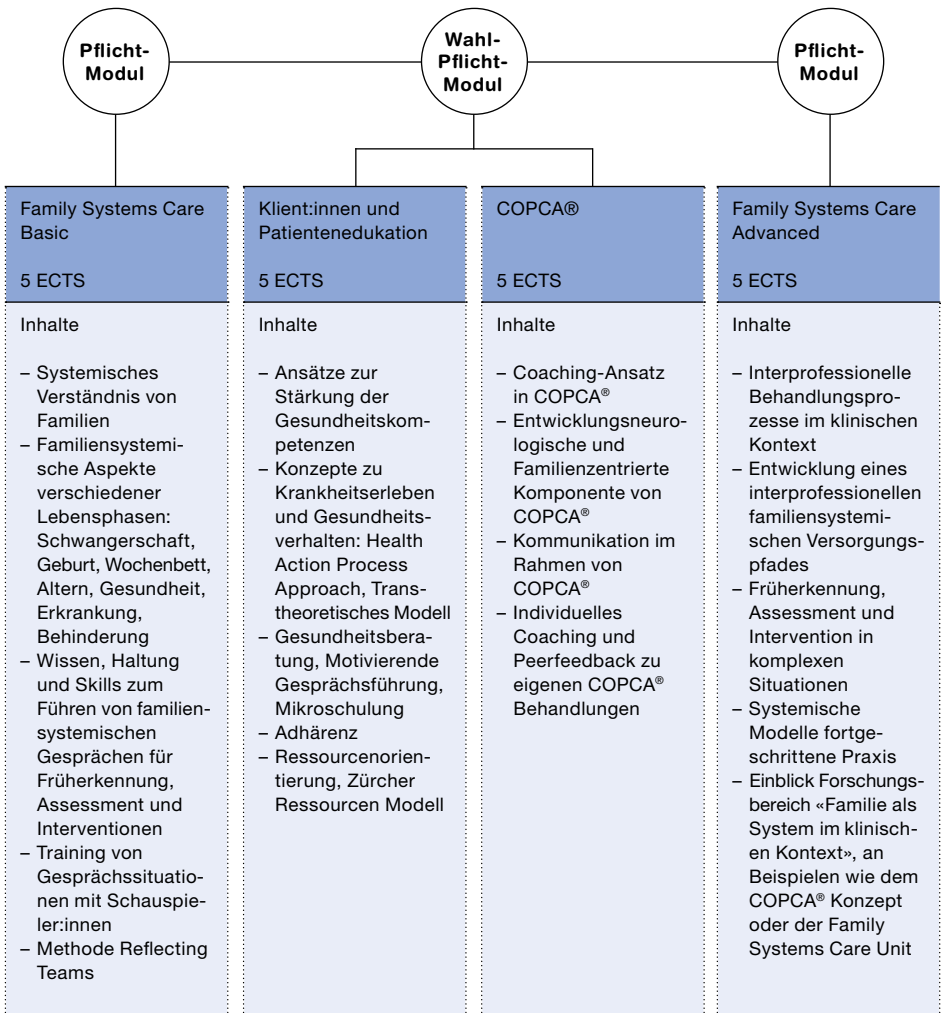 Pflicht-
Modul
Wahl-
Pflicht-
Modul
Pflicht-
Modul
Family Systems Care
Basic
5 ECTS
Inhalte
– Systemisches
Verständnis von
Familien
– Familiensystemi-
sche Aspekte
verschiedener
Lebensphasen:
Schwangerschaft,
Geburt, Wochenbett,
Altern, Gesundheit,
Erkrankung,
Behinderung
– Wissen, Haltung
und Skills zum
Führen von familien-
systemischen
Gesprächen für
Früherkennung,
Assessment und
Interventionen
– Training von
Gesprächssituatio-
nen mit Schauspie-
ler:innen
– Methode Reflecting
Teams
Klient:innen und
Patientenedukation
5 ECTS
Inhalte
– Ansätze zur
Stärkung der
Gesundheitskom-
petenzen
– Konzepte zu
Krankheitserleben
und Gesundheits-
verhalten: Health
Action Process
Approach, Trans-
theoretisches Modell
– Gesundheitsbera-
tung, Motivierende
Gesprächsführung,
Mikroschulung
– Adhärenz
– Ressourcenorien-
tierung, Zürcher
Ressourcen Modell
COPCA®
5 ECTS
Inhalte
– Coaching-Ansatz
in COPCA®
– Entwicklungsneuro-
logische und
Familienzentrierte
Komponente von
COPCA®
– Kommunikation im
Rahmen von
COPCA®
– Individuelles
Coaching und
Peerfeedback zu
eigenen COPCA®
Behandlungen
Family Systems Care
Advanced
5 ECTS
Inhalte
– Interprofessionelle
Behandlungspro-
zesse im klinischen
Kontext
– Entwicklung eines
interprofessionellen
familiensystemi-
schen Versorgungs-
pfades
– Früherkennung,
Assessment und
Intervention in
komplexen
Situationen
– Systemische
Modelle fortge-
schrittene Praxis
– Einblick Forschungs-
bereich «Familie als
System im klinisch-
en Kontext», an
Beispielen wie dem
COPCA® Konzept
oder der Family
Systems Care Unit